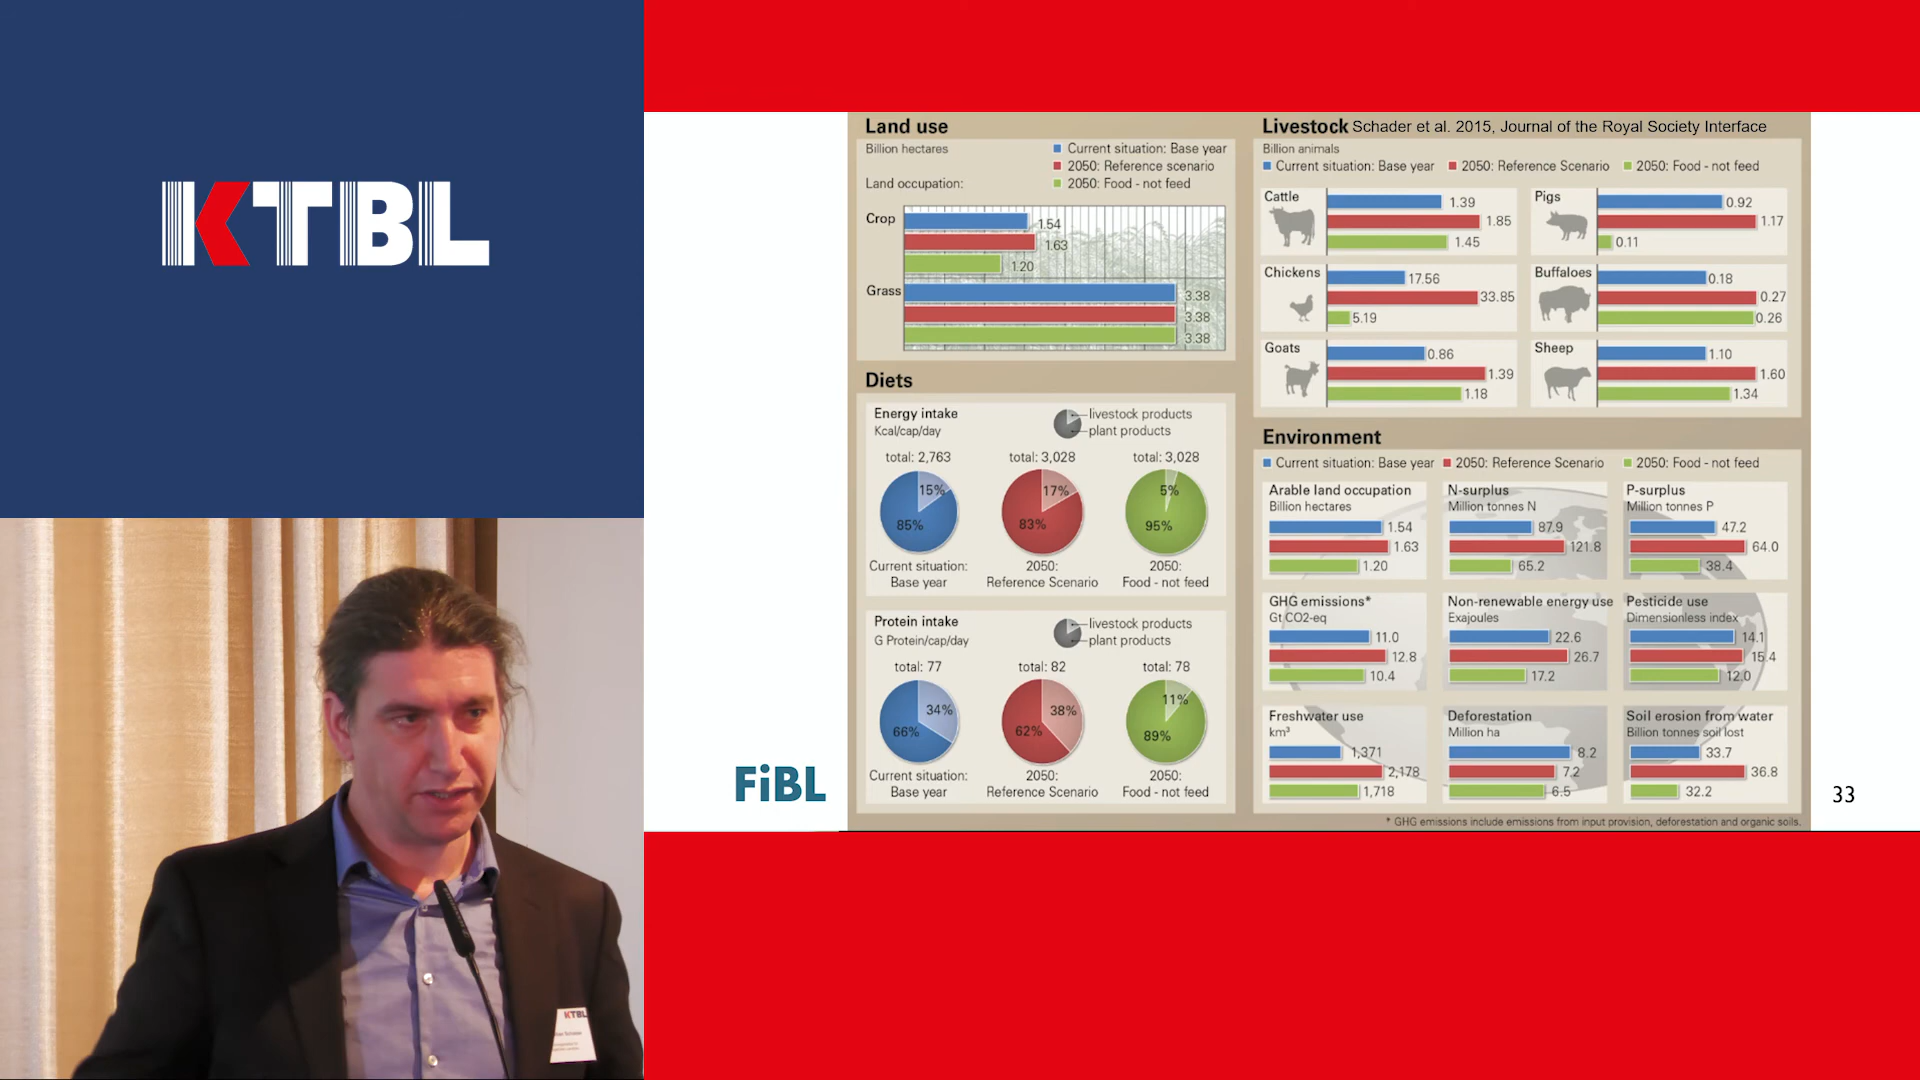 KTBL
Land use
Billion hectares
Current situation: Base year
2050: Reference scenario
Land occupation:
2050: Food - not feed
Crop
1.54
1.63
1.20
Grass
3.38
3.38
3.38
Diets
Energy intake
Kcal/cap/day
livestock products
plant products
total: 2,763
total: 3,028
total: 3,028
15%
85%
17%
83%
5%
95%
Current situation:
Base year
2050:
Reference Scenario
2050:
Food - not feed
Protein intake
G Protein/cap/day
livestock products
plant products
total: 77
total: 82
total: 78
34%
66%
38%
62%
11%
89%
Current situation:
Base year
2050:
Reference Scenario
2050:
Food - not feed
Livestock Schader et al. 2015, Journal of the Royal Society Interface
Billion animals
Current situation: Base year
2050: Reference Scenario
2050: Food - not feed
Cattle
1.39
1.85
1.45
Pigs
0.92
1.17
0.11
Chickens
17.56
33.85
5.19
Buffaloes
0.18
0.27
0.26
Goats
0.86
1.39
1.18
Sheep
1.10
1.60
1.34
Environment
Current situation: Base year
2050: Reference Scenario
2050: Food - not feed
Arable land occupation
Billion hectares
1.54
1.63
1.20
N-surplus
Million tonnes N
87.9
121.8
65.2
P-surplus
Million tonnes P
47.2
64.0
38.4
GHG emissions*
Gt CO2-eq
11.0
12.8
10.4
Non-renewable energy use
Exajoules
22.6
26.7
17.2
Pesticide use
Dimensionless index
14.1
15.4
12.0
Freshwater use
km³
1,371
2,178
1,718
Deforestation
Million ha
8.2
7.2
6.5
Soil erosion from water
Billion tonnes soil lost
33.7
36.8
32.2
* GHG emissions include emissions from input provision, deforestation and organic soils.
FiBL
33
KTBL